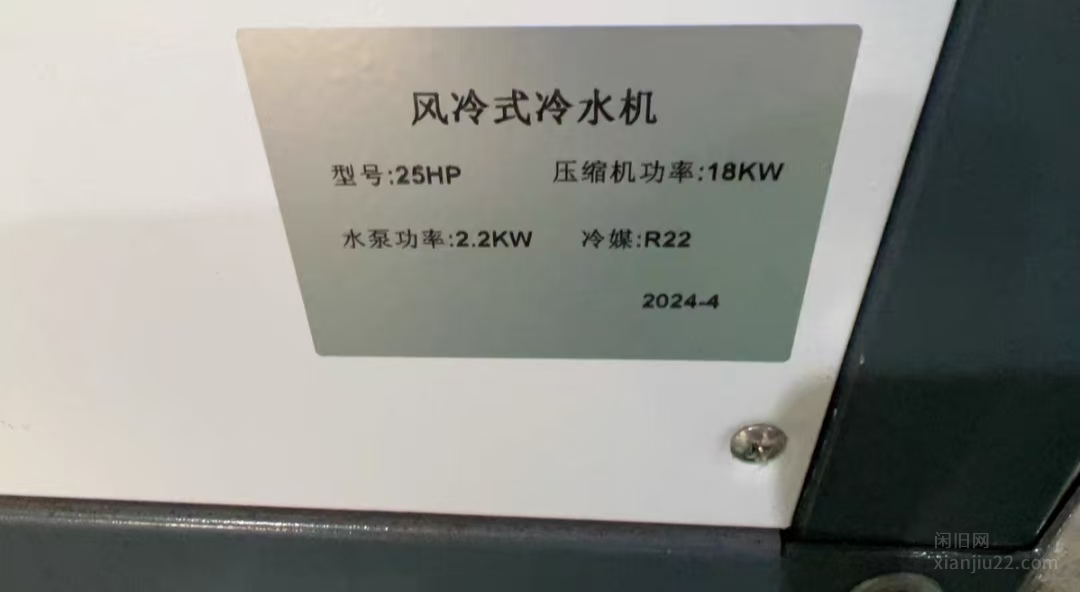 风冷式冷水机
型号:25HP 压缩机功率:18KW
水泵功率:2.2KW 冷媒:R22
2024-4
闲旧网
xianjiu22.com